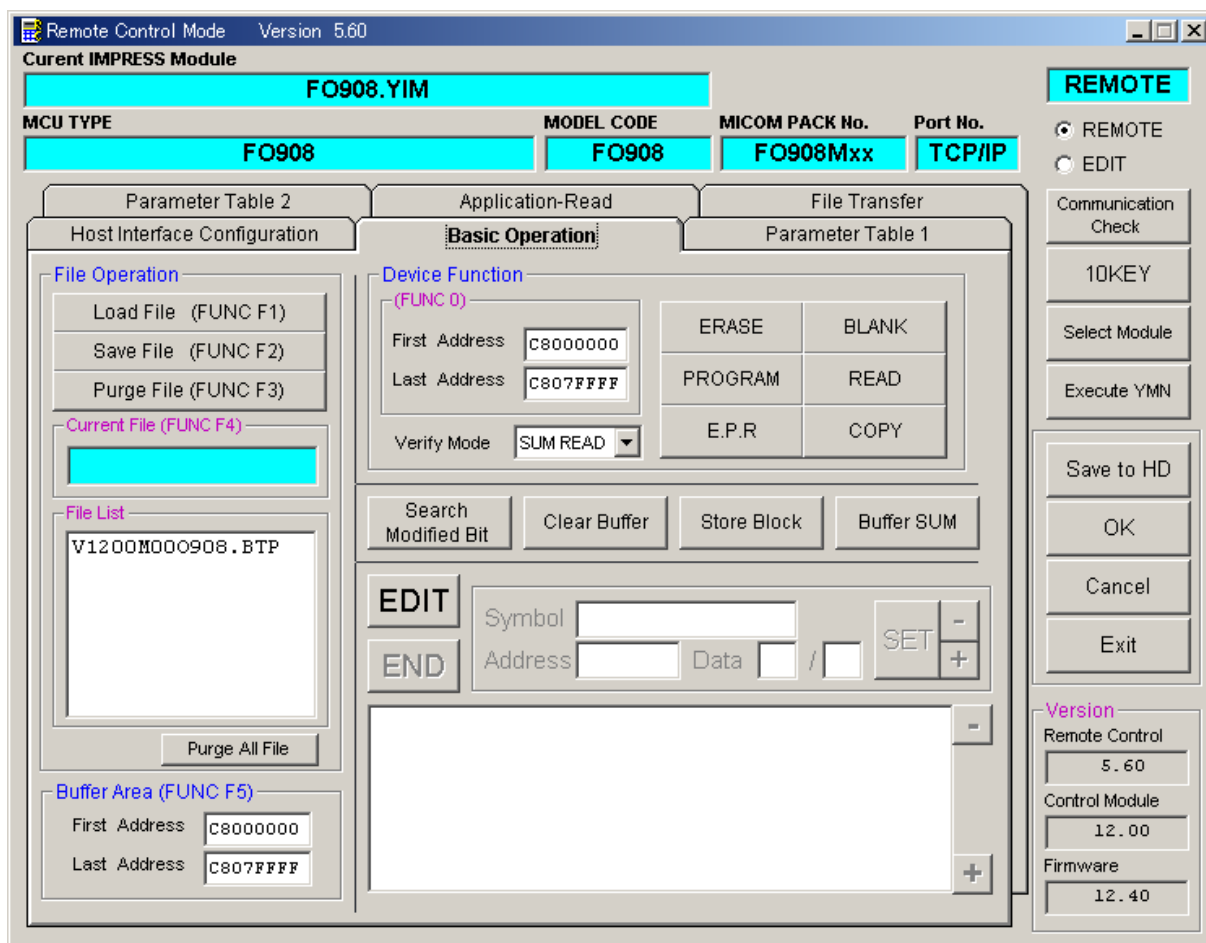 Remote Control Mode Version 5.60
Curent IMPRESS Module
FO908.YIM
REMOTE
MCU TYPE MODEL CODE MICOM PACK No. Port No.
FO908 FO908 FO908Mxx TCP/IP
REMOTE
EDIT
Parameter Table 2 Application-Read File Transfer
Host Interface Configuration Basic Operation Parameter Table 1
File Operation
Load File (FUNC F1)
Save File (FUNC F2)
Purge File (FUNC F3)
Current File (FUNC F4)
File List
V1200M00O908.BTP
Purge All File
Buffer Area (FUNC F5)
First Address C8000000
Last Address C807FFFF
Device Function
(FUNC 0)
First Address C8000000
Last Address C807FFFF
Verify Mode SUM READ
ERASE BLANK
PROGRAM READ
E.P.R COPY
Search
Modified Bit
Clear Buffer
Store Block
Buffer SUM
EDIT
END
Symbol
Address Data /
SET
-
+
-
+
Communication
Check
10KEY
Select Module
Execute YMN
Save to HD
OK
Cancel
Exit
Version
Remote Control
5.60
Control Module
12.00
Firmware
12.40